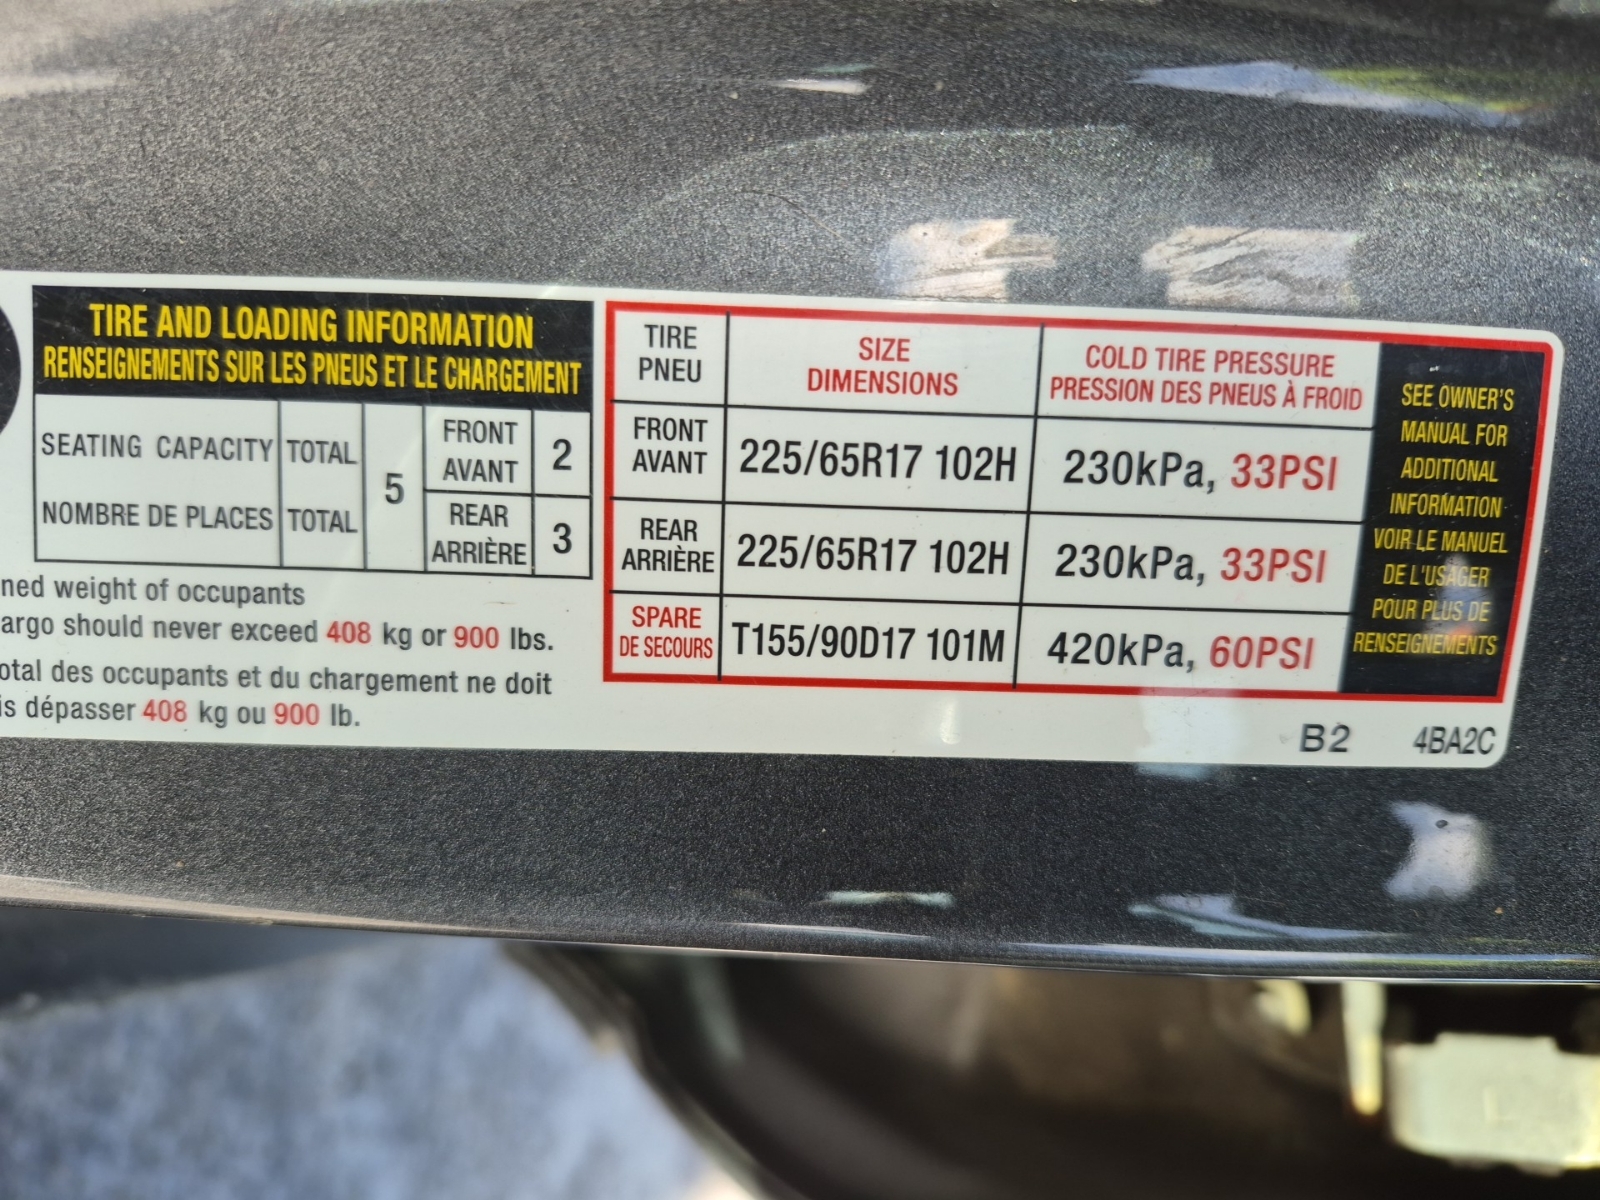 TIRE AND LOADING INFORMATION
RENSEIGNEMENTS SUR LES PNEUS ET LE CHARGEMENT
SEATING CAPACITY TOTAL
NOMBRE DE PLACES TOTAL
5
FRONT
AVANT
2
REAR
ARRIÈRE
3
cargo should never exceed 408 kg or 900 lbs.
weight of occupants
des occupants et du chargement ne doit
dépasser 408 kg ou 900 lb.
TIRE
PNEU
SIZE
DIMENSIONS
COLD TIRE PRESSURE
PRESSION DES PNEUS À FROID
FRONT
AVANT
225/65R17 102H
230kPa, 33PSI
REAR
ARRIÈRE
225/65R17 102H
230kPa, 33PSI
SPARE
DE SECOURS
T155/90D17 101M
420kPa, 60PSI
SEE OWNER'S
MANUAL FOR
ADDITIONAL
INFORMATION
VOIR LE MANUEL
DE L'USAGER
POUR PLUS DE
RENSEIGNEMENTS
B2 4BA2C